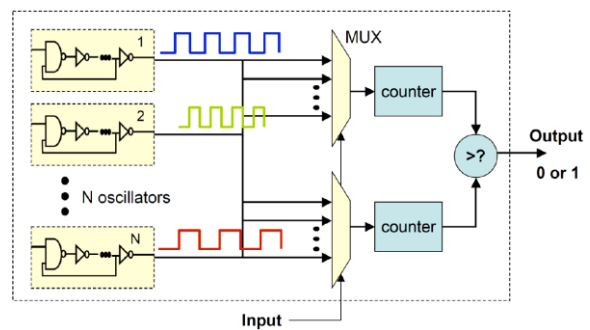 1
MUX
counter
2
>?
Output
0 or 1
N oscillators
N
counter
Input